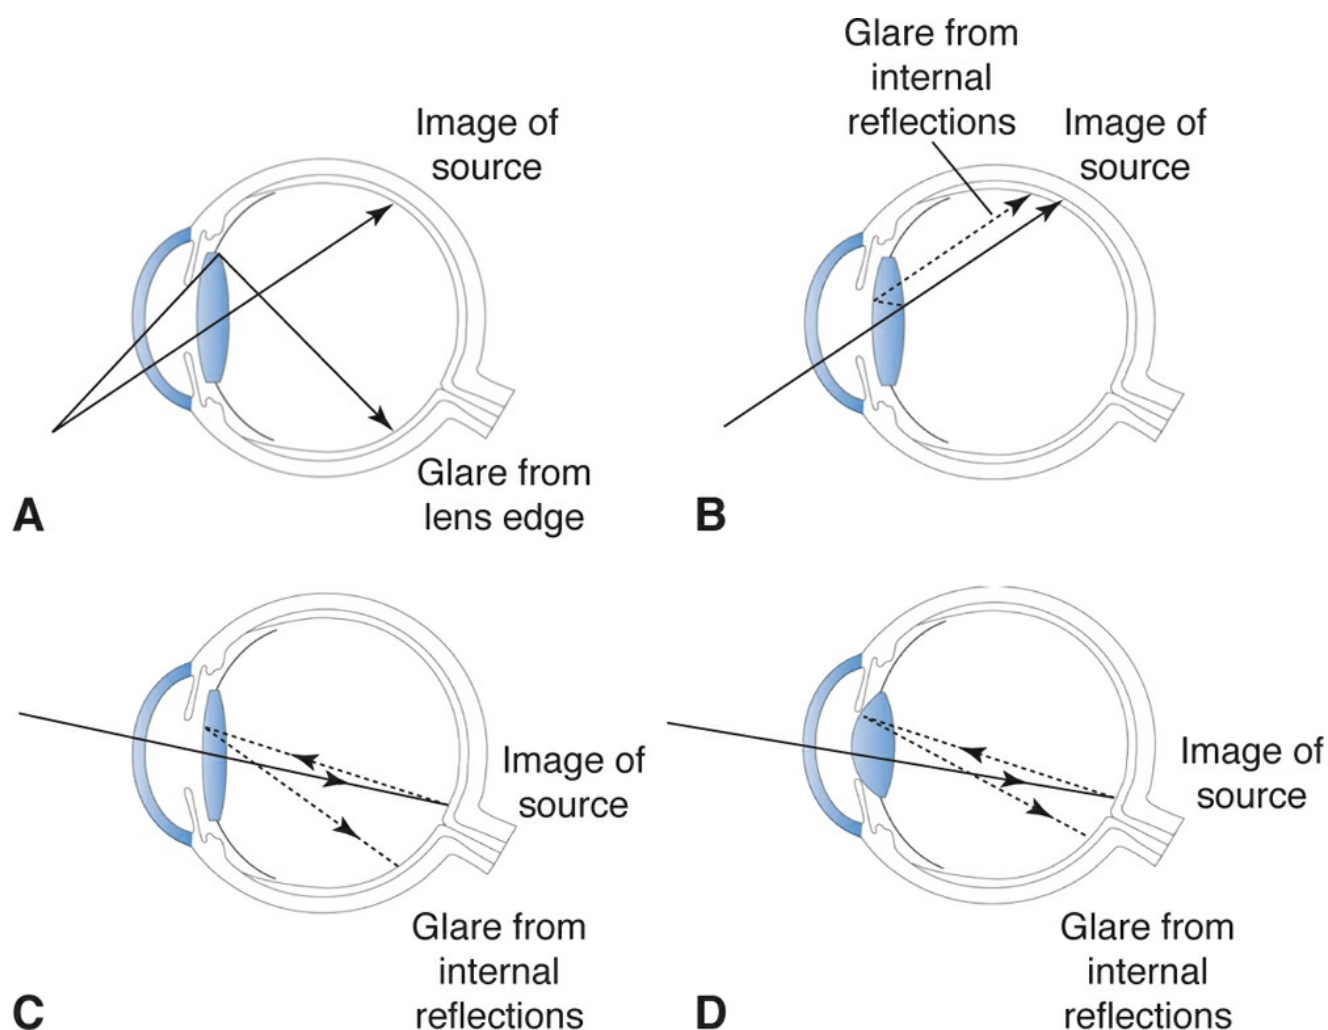 Image of
source
Glare from
lens edge
A
Glare from
internal
reflections
Image of
source
B
Image of
source
Glare from
internal
reflections
C
Image of
source
Glare from
internal
reflections
D